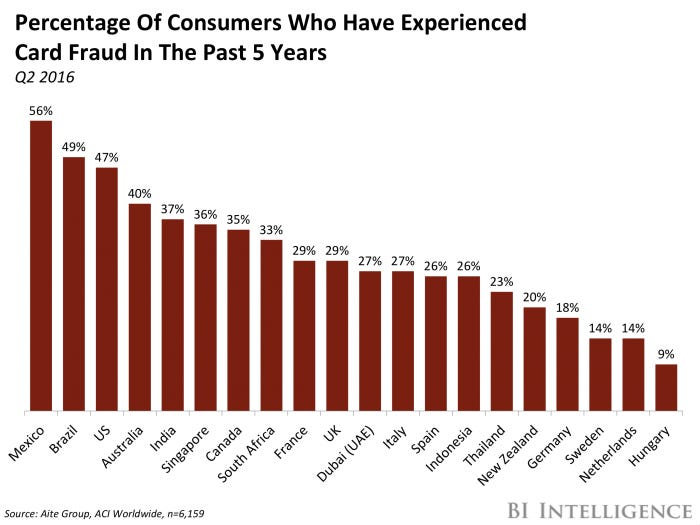 Percentage Of Consumers Who Have Experienced
Card Fraud In The Past 5 Years
Q2 2016
56%
49%
47%
40%
37%
36%
35%
33%
29%
29%
27%
27%
26%
26%
23%
20%
18%
14%
14%
9%
Mexico
Brazil
US
Australia
India
Singapore
Canada
South Africa
France
UK
Dubai (UAE)
Italy
Spain
Indonesia
Thailand
New Zealand
Germany
Sweden
Netherlands
Hungary
Source: Aite Group, ACI Worldwide, n=6,159
BI INTELLIGENCE